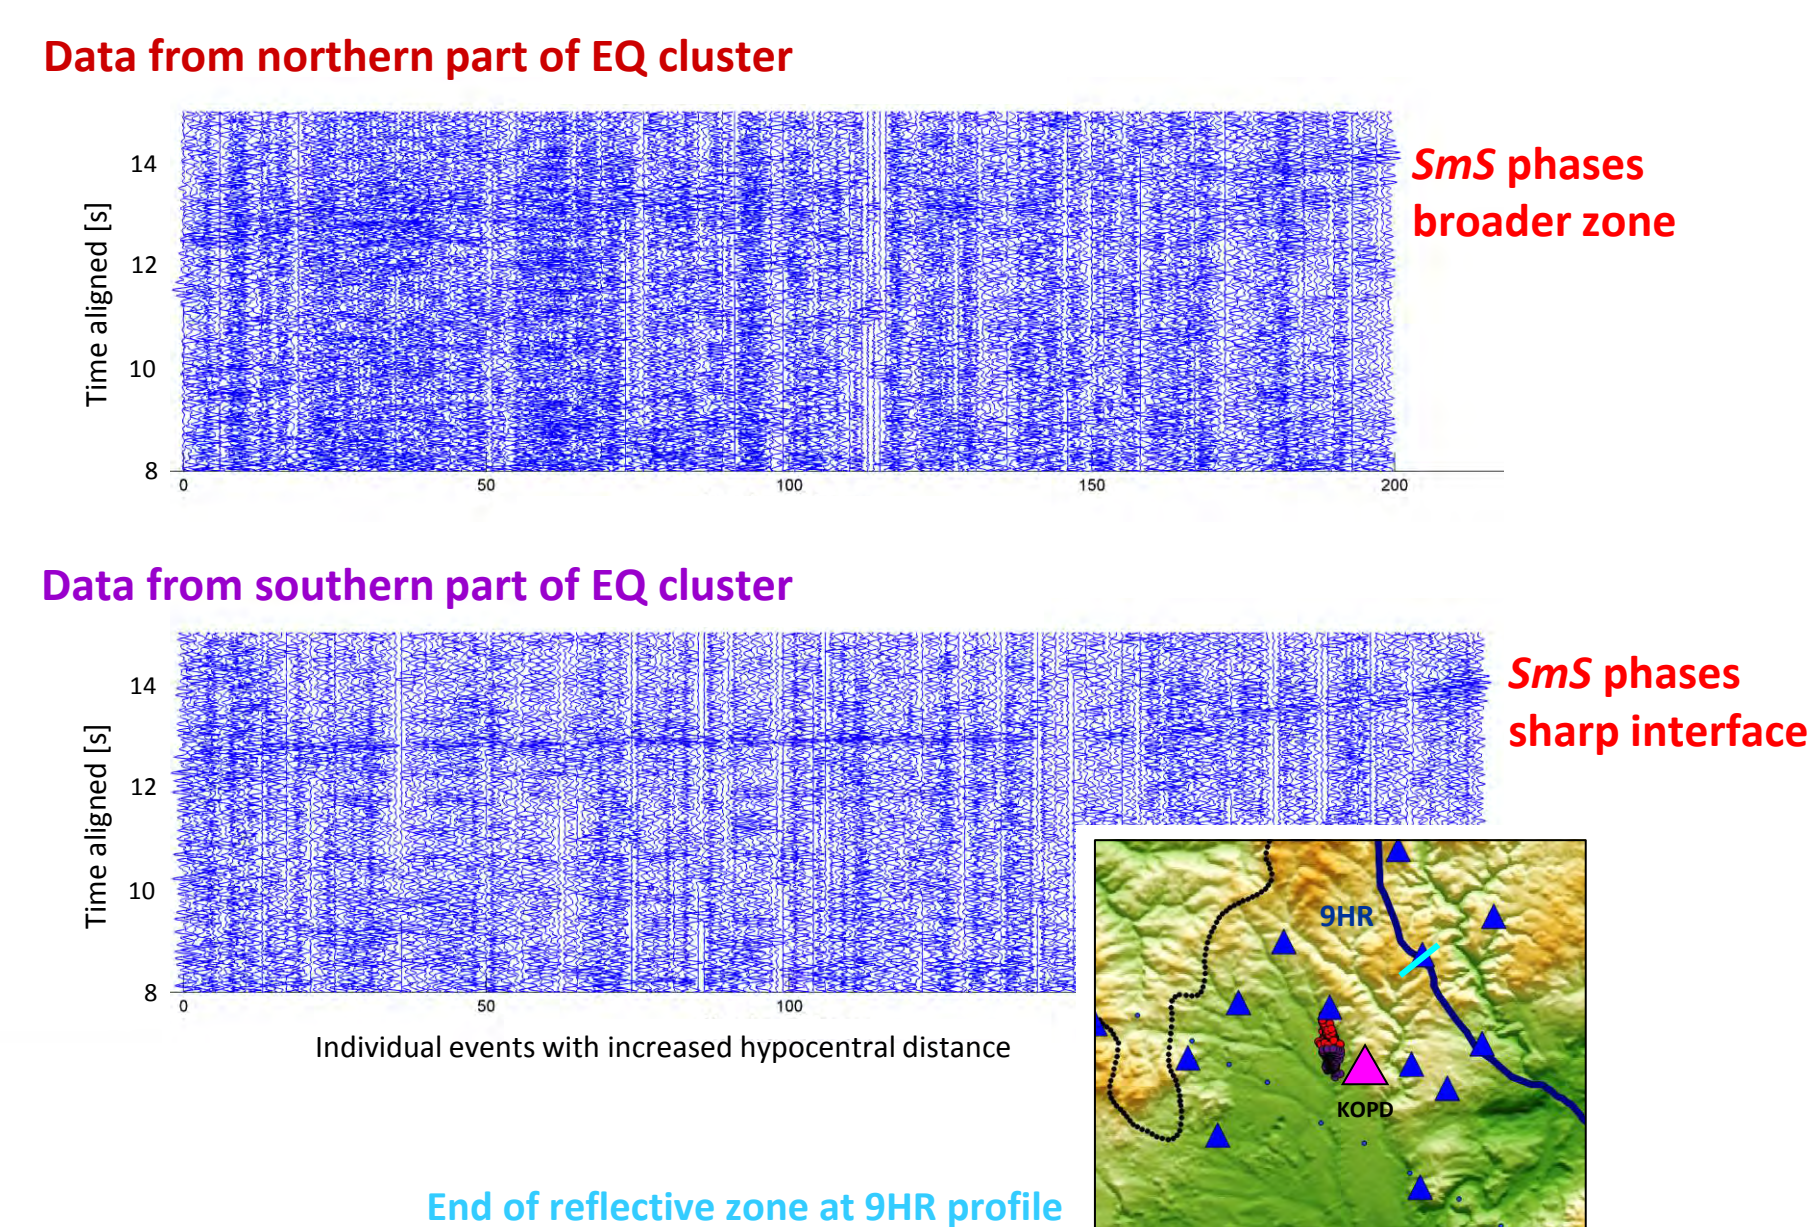 Data from northern part of EQ cluster
14
12
10
8
Time aligned [s]
0 50 100 150 200
SmS phases
broader zone
Data from southern part of EQ cluster
14
12
10
8
Time aligned [s]
0 50 100
SmS phases
sharp interface
Individual events with increased hypocentral distance
9HR
KOPD
End of reflective zone at 9HR profile